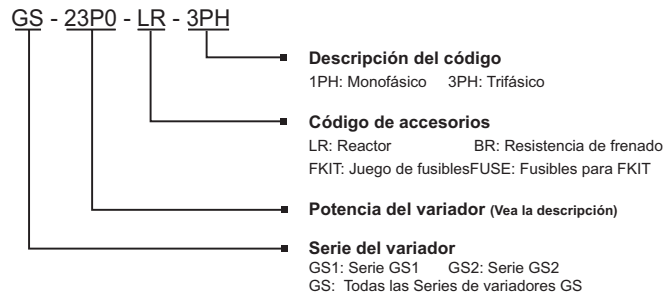 GS - 23P0 - LR - 3PH
Descripción del código
1PH: Monofásico 3PH: Trifásico
Código de accesorios
LR: Reactor BR: Resistencia de frenado
FKIT: Juego de fusiblesFUSE: Fusibles para FKIT
Potencia del variador (Vea la descripción)
Serie del variador
GS1: Serie GS1 GS2: Serie GS2
GS: Todas las Series de variadores GS